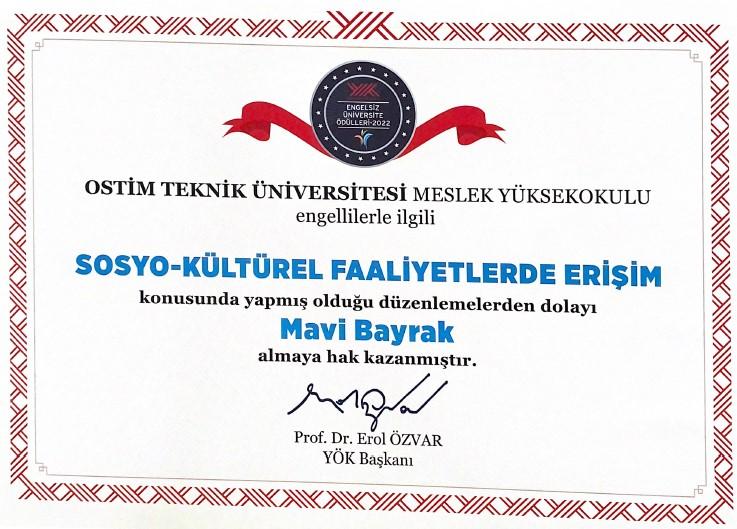 YÖK
ENGELSİZ
ÜNİVERSİTE
ÖDÜLLERİ-2022
OSTİM TEKNİK ÜNİVERSİTESİ MESLEK YÜKSEKOKULU
engellilerle ilgili
SOSYO-KÜLTÜREL FAALİYETLERDE ERİŞİM
konusunda yapmış olduğu düzenlemelerden dolayı
Mavi Bayrak
almaya hak kazanmıştır.
Prof. Dr. Erol ÖZVAR
YÖK Başkanı